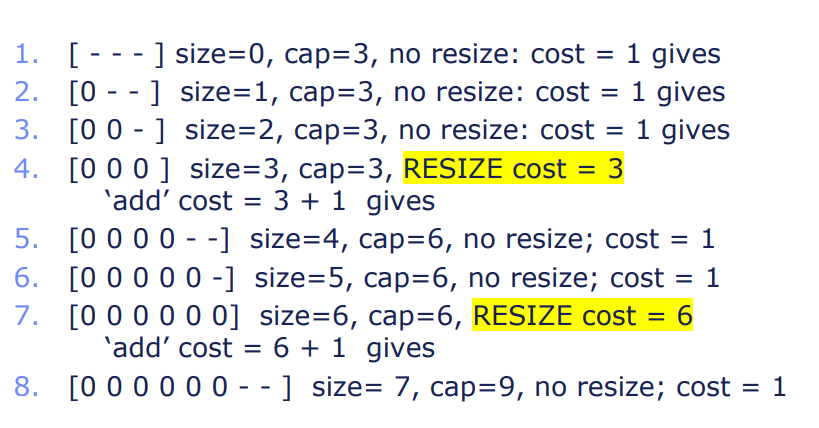 1. [ - - - ] size=0, cap=3, no resize: cost = 1 gives
2. [0 - - ] size=1, cap=3, no resize: cost = 1 gives
3. [0 0 - ] size=2, cap=3, no resize: cost = 1 gives
4. [0 0 0 ] size=3, cap=3, RESIZE cost = 3
‘add’ cost = 3 + 1 gives
5. [0 0 0 0 - -] size=4, cap=6, no resize; cost = 1
6. [0 0 0 0 0 -] size=5, cap=6, no resize; cost = 1
7. [0 0 0 0 0 0] size=6, cap=6, RESIZE cost = 6
‘add’ cost = 6 + 1 gives
8. [0 0 0 0 0 0 - - ] size= 7, cap=9, no resize; cost = 1